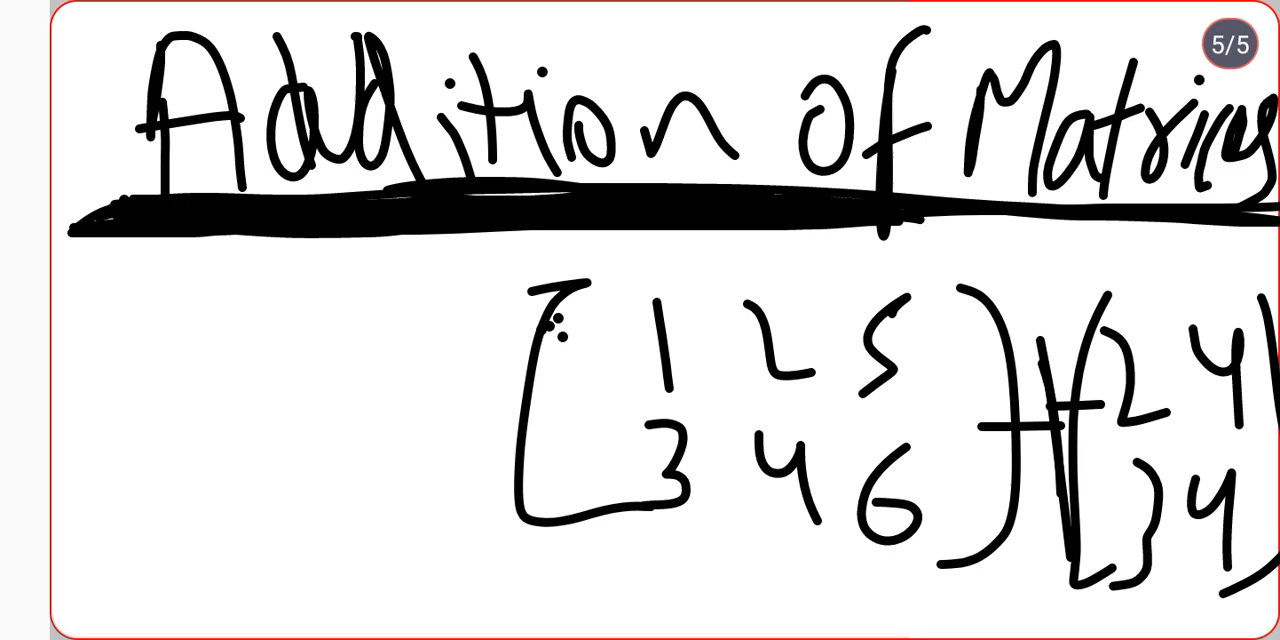 5/5
Addition of Matrices
[ 1 2 5 ] + [ 2 4 ]
3 4 6 3 4